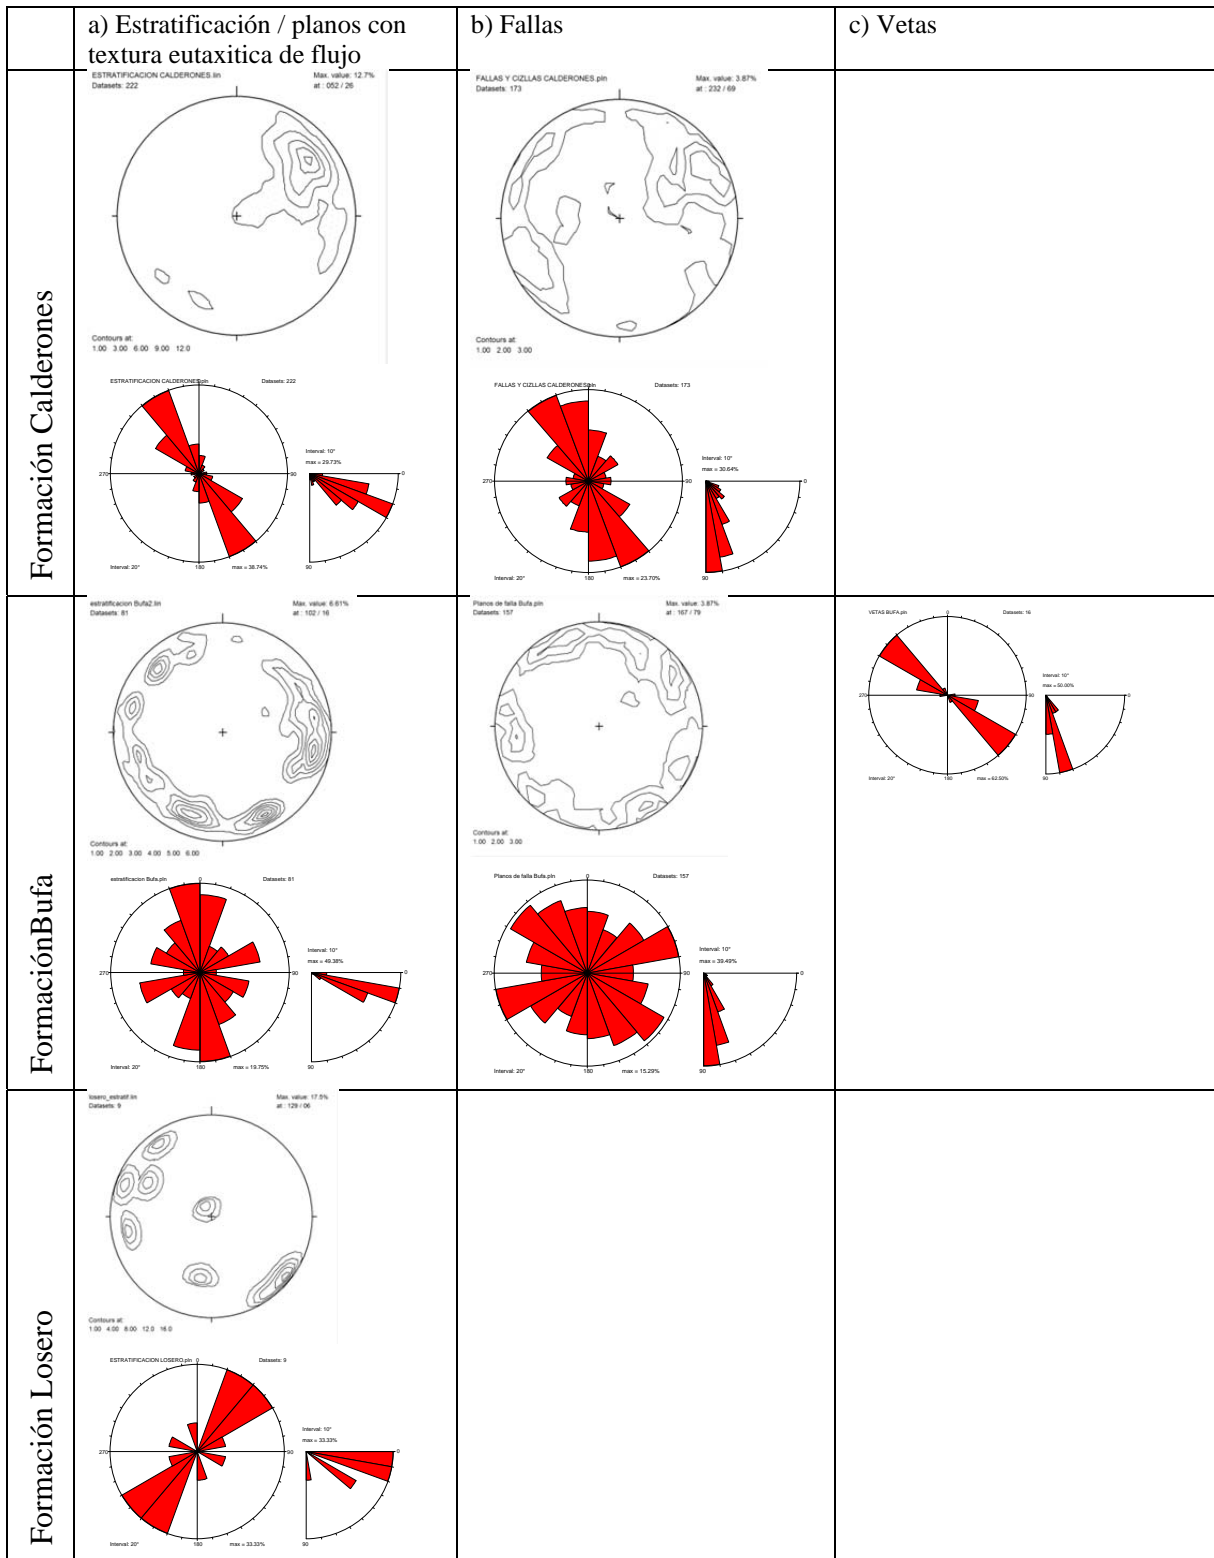 a) Estratificación / planos con
textura eutaxitica de flujo
b) Fallas
c) Vetas
Formación Calderones
ESTRATIFICACION CALDERONES.lin
Max. value: 12.7%
Datasets: 222
at : 052 / 26
Contours at:
1.00 3.00 6.00 9.00 12.0
ESTRATIFICACION CALDERONES.pln
Datasets: 222
270
90
180
Interval: 20°
max = 38.74%
Interval: 10°
max = 29.73%
0
90
FALLAS Y CIZLLAS CALDERONES.pln
Max. value: 3.87%
Datasets: 173
at : 232 / 69
Contours at:
1.00 2.00 3.00
FALLAS Y CIZLLAS CALDERONES.pln
Datasets: 173
270
90
180
Interval: 20°
max = 23.70%
Interval: 10°
max = 30.64%
0
90
FormaciónBufa
estratificacion Bufa2.lin
Max. value: 6.61%
Datasets: 81
at : 102 / 16
Contours at:
1.00 2.00 3.00 4.00 5.00 6.00
estratificacion Bufa.pln
0
Datasets: 81
270
90
180
Interval: 20°
max = 19.75%
Interval: 10°
max = 49.38%
0
90
Planos de falla Bufa.pln
Max. value: 3.87%
Datasets: 157
at : 167 / 79
Contours at:
1.00 2.00 3.00
Planos de falla Bufa.pln
0
Datasets: 157
270
90
180
Interval: 20°
max = 15.29%
Interval: 10°
max = 39.49%
0
90
VETAS BUFA.pln
0
Datasets: 16
270
90
180
Interval: 20°
max = 62.50%
Interval: 10°
max = 50.00%
0
90
Formación Losero
losero_estratif.lin
Max. value: 17.5%
Datasets: 9
at : 129 / 06
Contours at:
1.00 4.00 8.00 12.0 16.0
ESTRATIFICACION LOSERO.pln
0
Datasets: 9
270
90
180
Interval: 20°
max = 33.33%
Interval: 10°
max = 33.33%
0
90